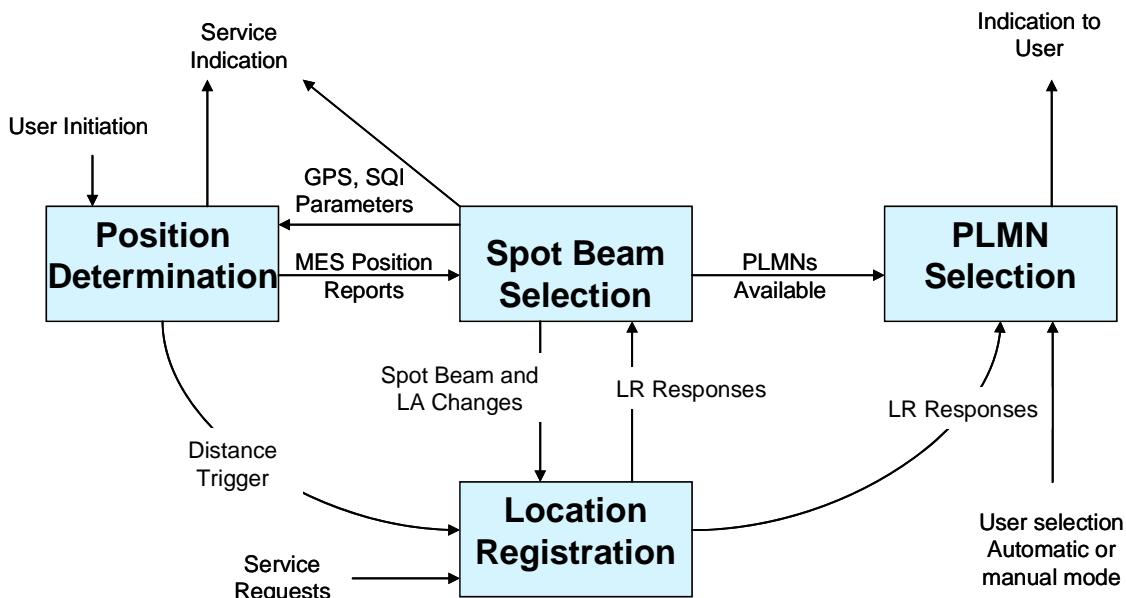 Service
Indication
Indication to
User
User Initiation
GPS, SQI
Parameters
Position
Determination
MES Position
Reports
Spot Beam
Selection
PLMNs
Available
PLMN
Selection
Spot Beam and
LA Changes
LR Responses
LR Responses
Distance
Trigger
Location
Registration
Service
Requests
User selection
Automatic or
manual mode